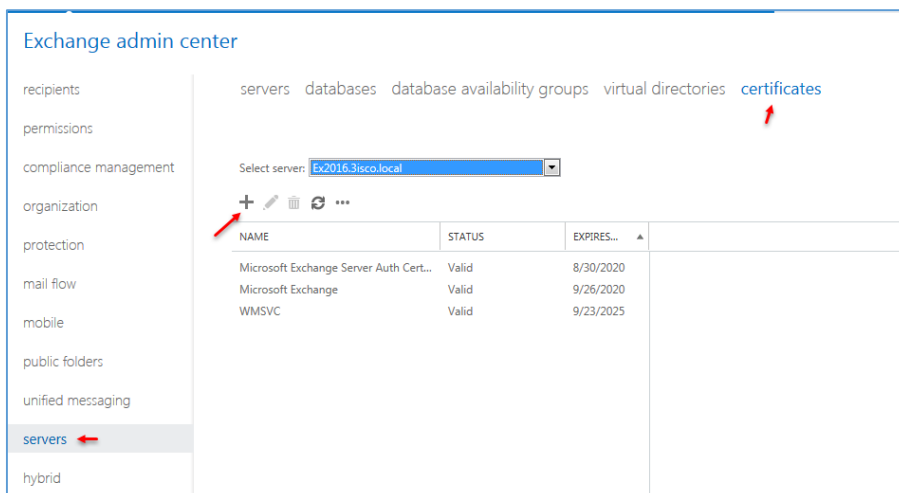 Exchange admin center
recipients
permissions
compliance management
organization
protection
mail flow
mobile
public folders
unified messaging
servers
hybrid
servers databases database availability groups virtual directories certificates
Select server: Ex2016.3isco.local
NAME STATUS EXPIRES...
Microsoft Exchange Server Auth Cert... Valid 8/30/2020
Microsoft Exchange Valid 9/26/2020
WMSVC Valid 9/23/2025